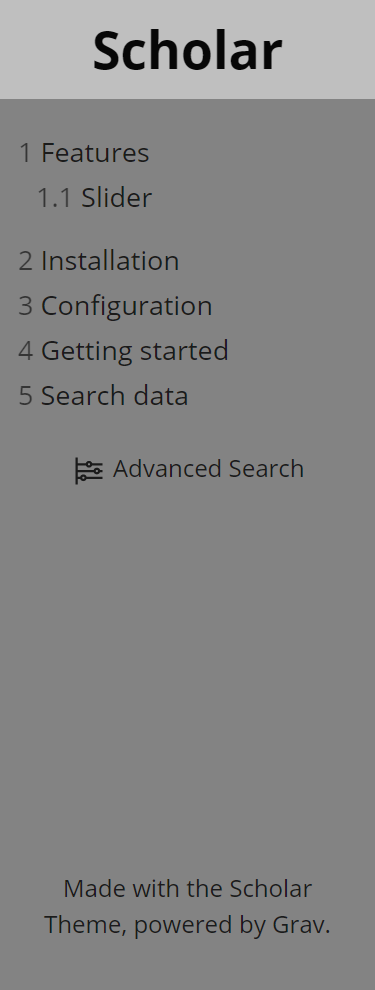 Scholar
1 Features
1.1 Slider
2 Installation
3 Configuration
4 Getting started
5 Search data
Advanced Search
Made with the Scholar
Theme, powered by Grav.